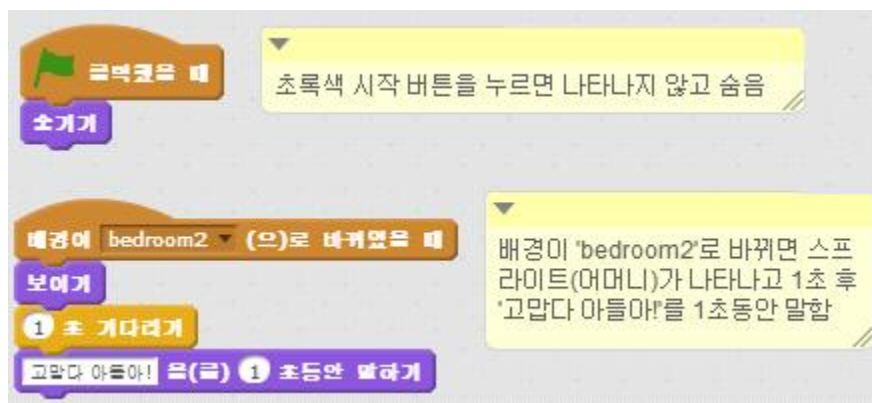 클릭했을 때
초록색 시작 버튼을 누르면 나타나지 않고 숨음
숨기기
배경이 bedroom2 (으)로 바뀌었을 때
보이기
1 초 기다리기
고맙다 아들아! 을(를) 1 초동안 말하기
배경이 'bedroom2'로 바뀌면 스프
라이트(어머니)가 나타나고 1초 후
'고맙다 아들아!'를 1초동안 말함